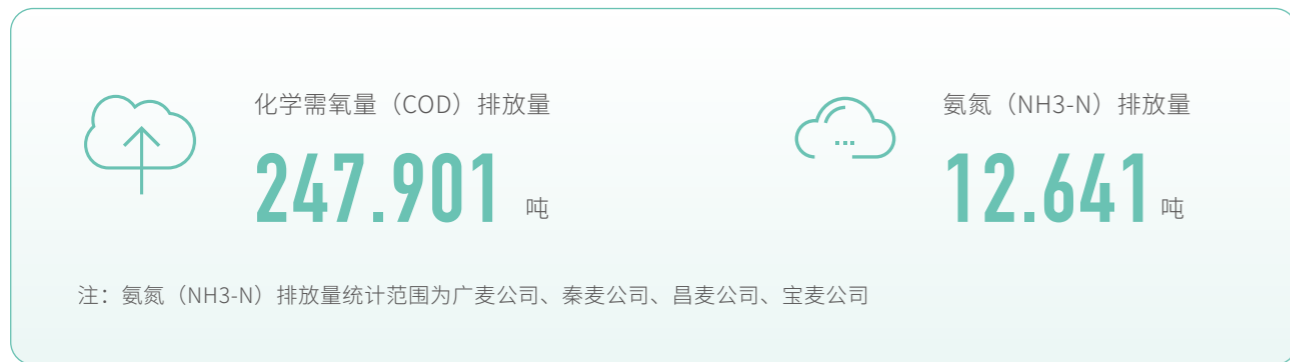 化学需氧量（COD）排放量
247.901 吨
氨氮（NH3-N）排放量
12.641 吨
注：氨氮（NH3-N）排放量统计范围为广麦公司、秦麦公司、昌麦公司、宝麦公司